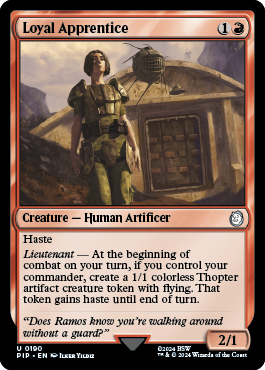 Loyal Apprentice 1
Creature — Human Artificer
Haste
Lieutenant — At the beginning of
combat on your turn, if you control your
commander, create a 1/1 colorless Thopter
artifact creature token with flying. That
token gains haste until end of turn.
“Does Ramos know you’re walking around
without a guard?”
2/1
U 0190
PIP • EN ILKER YILDIZ
©2024 BSW
™ & © 2024 Wizards of the Coast